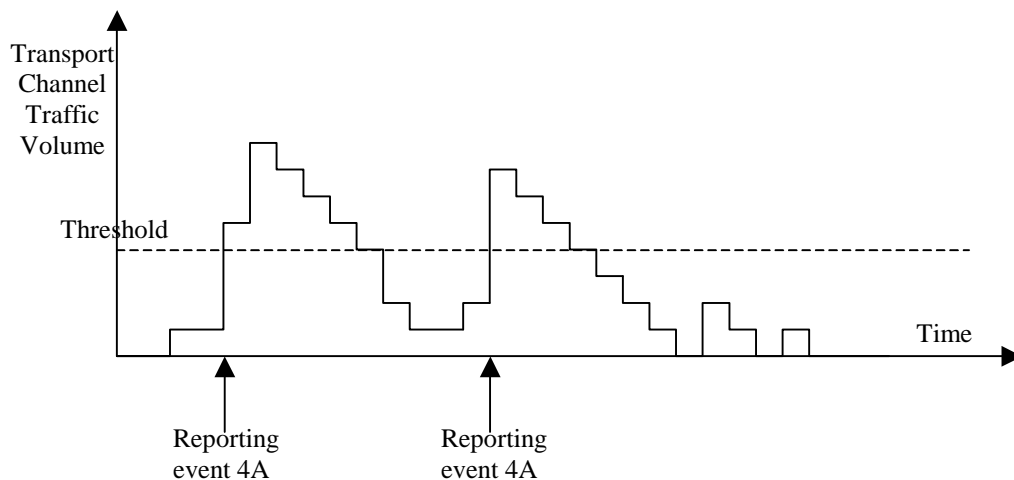 Transport
Channel
Traffic
Volume
Threshold
Time
Reporting
event 4A
Reporting
event 4A